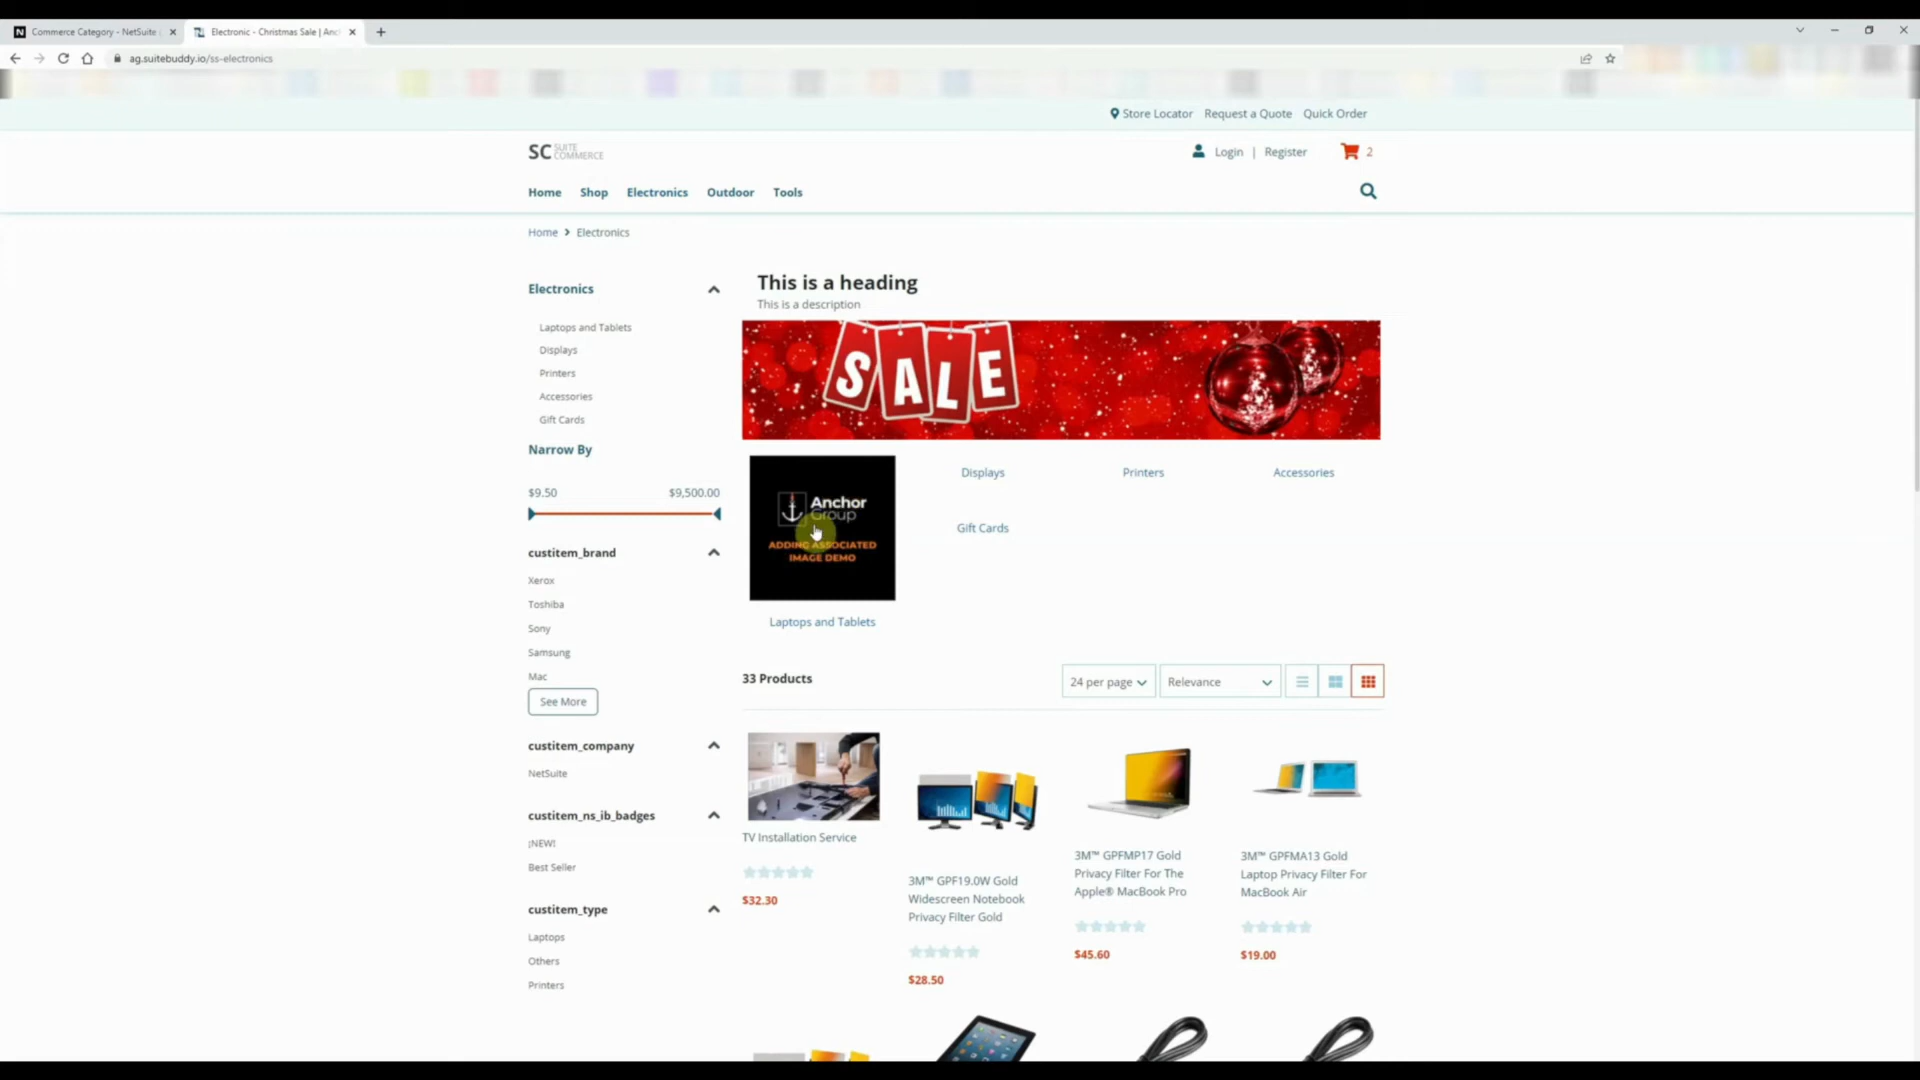 Commerce Category - NetSuite
Electronic - Christmas Sale | Anc
ag.suitebuddy.io/ss-electronics
Store Locator Request a Quote Quick Order
SC SUITE COMMERCE
Login | Register 2
Home Shop Electronics Outdoor Tools
Home > Electronics
Electronics
Laptops and Tablets
Displays
Printers
Accessories
Gift Cards
Narrow By
$9.50 $9,500.00
custitem_brand
Xerox
Toshiba
Sony
Samsung
Mac
See More
custitem_company
NetSuite
custitem_ns_ib_badges
¡NEW!
Best Seller
custitem_type
Laptops
Others
Printers
This is a heading
This is a description
SALE
Anchor
Group
ADDING ASSOCIATED
IMAGE DEMO
Laptops and Tablets
Displays
Printers
Accessories
Gift Cards
33 Products
24 per page
Relevance
TV Installation Service
$32.30
3M™ GPF19.0W Gold
Widescreen Notebook
Privacy Filter Gold
$28.50
3M™ GPFMP17 Gold
Privacy Filter For The
Apple® MacBook Pro
$45.60
3M™ GPFMA13 Gold
Laptop Privacy Filter For
MacBook Air
$19.00